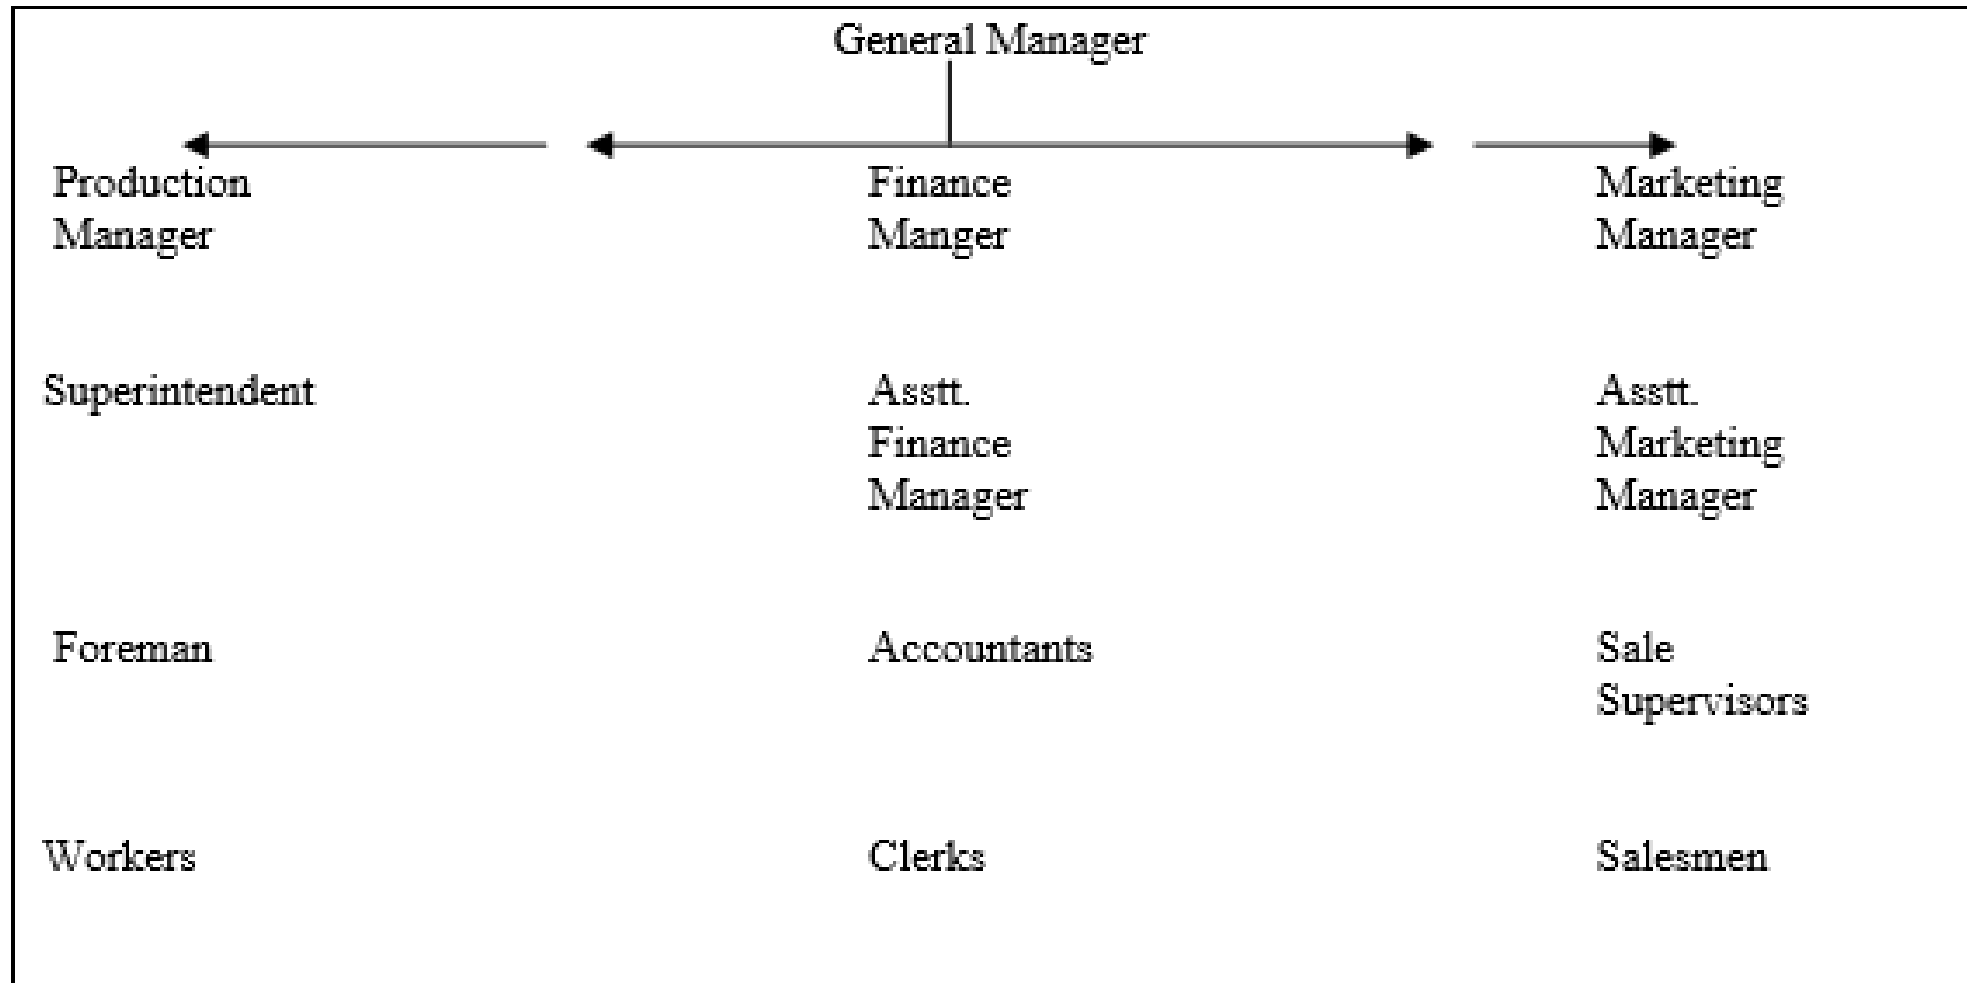 General Manager
Production Finance Marketing
Manager Manger Manager
Superintendent Asstt. Asstt.
Finance Marketing
Manager Manager
Foreman Accountants Sale
Supervisors
Workers Clerks Salesmen